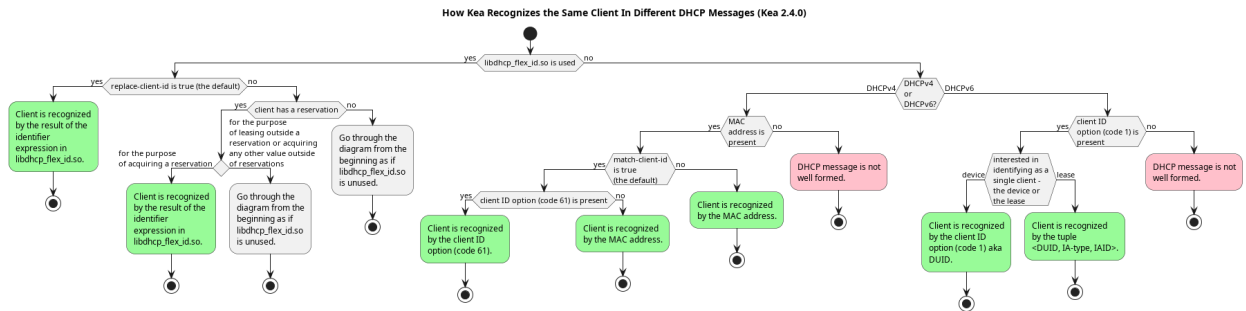 How Kea Recognizes the Same Client In Different DHCP Messages (Kea 2.4.0)
yes
libdhcp_flex_id.so is used
no
yes
replace-client-id is true (the default)
no
Client is recognized
by the result of the
identifier
expression in
libdhcp_flex_id.so.
yes
client has a reservation
no
for the purpose
of acquiring a reservation
for the purpose
of leasing outside a
reservation or acquiring
any other value outside
of reservations
Client is recognized
by the result of the
identifier
expression in
libdhcp_flex_id.so.
Go through the
diagram from the
beginning as if
libdhcp_flex_id.so
is unused.
Go through the
diagram from the
beginning as if
libdhcp_flex_id.so
is unused.
DHCPv4
DHCPv4
or
DHCPv6?
DHCPv6
yes
MAC
address is
present
no
yes
match-client-id
is true
(the default)
no
yes
client ID option (code 61) is present
no
Client is recognized
by the client ID
option (code 61).
Client is recognized
by the MAC address.
Client is recognized
by the MAC address.
DHCP message is not
well formed.
yes
client ID
option (code 1) is
present
no
device
interested in
identifying as a
single client -
the device or
the lease
lease
Client is recognized
by the client ID
option (code 1) aka
DUID.
Client is recognized
by the tuple
<DUID, IA-type, IAID>.
DHCP message is not
well formed.